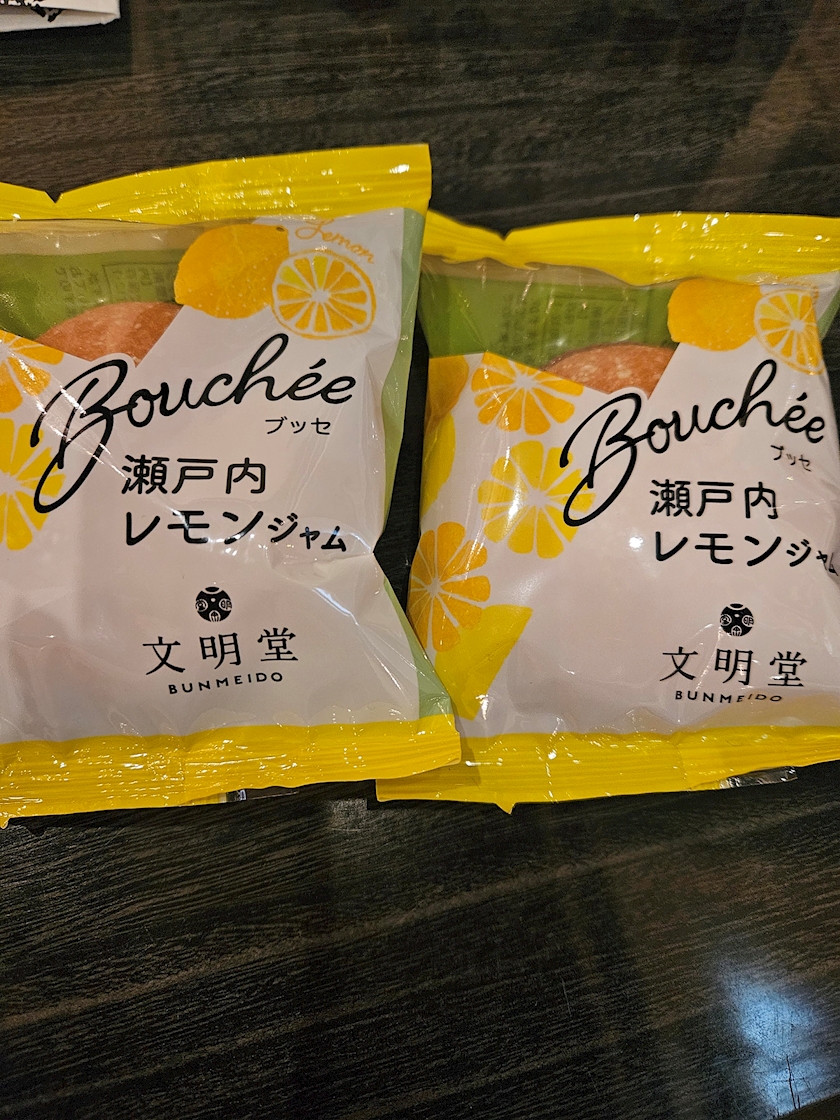 Lemon
Bouchée
ブッセ
瀬戸内
レモンジャム
文明堂
BUNMEIDO
Bouchée
ブッセ
瀬戸内
レモンジャム
文明堂
BUNMEIDO